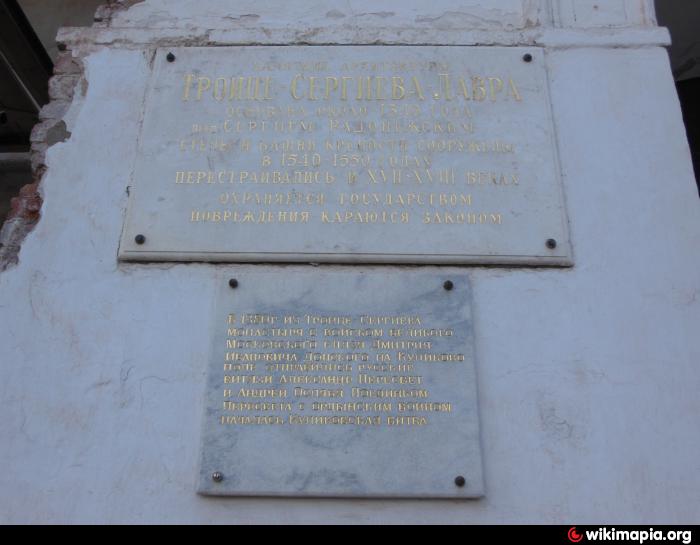 ПАМЯТНИК АРХИТЕКТУРЫ
ТРОИЦЕ-СЕРГИЕВА ЛАВРА
ОСНОВАНА ОКОЛО 1345 ГОДА
СЕРГИЕМ РАДОНЕЖСКИМ
СТЕНЫ И БАШНИ КРЕПОСТИ СООРУЖЕНЫ
В 1540-1550 ГОДАХ
ПЕРЕСТРАИВАЛИСЬ В XVII-XVIII ВЕКАХ
ОХРАНЯЕТСЯ ГОСУДАРСТВОМ
ПОВРЕЖДЕНИЯ КАРАЮТСЯ ЗАКОНОМ
В 1380 Г. ИЗ ТРОИЦЕ-СЕРГИЕВА
МОНАСТЫРЯ С ВОЙСКОМ ВЕЛИКОГО
МОСКОВСКОГО КНЯЗЯ ДМИТРИЯ
ИВАНОВИЧА ДОНСКОГО НА КУЛИКОВО
ПОЛЕ ОТПРАВИЛИСЬ РУССКИЕ
ВИТЯЗИ АЛЕКСАНДР ПЕРЕСВЕТ
И АНДРЕЙ ОСЛЯБЯ ПОЕДИНКОМ
ПЕРЕСВЕТА С ОРДЫНСКИМ ВОИНОМ
НАЧАЛАСЬ КУЛИКОВСКАЯ БИТВА
wikimapia.org